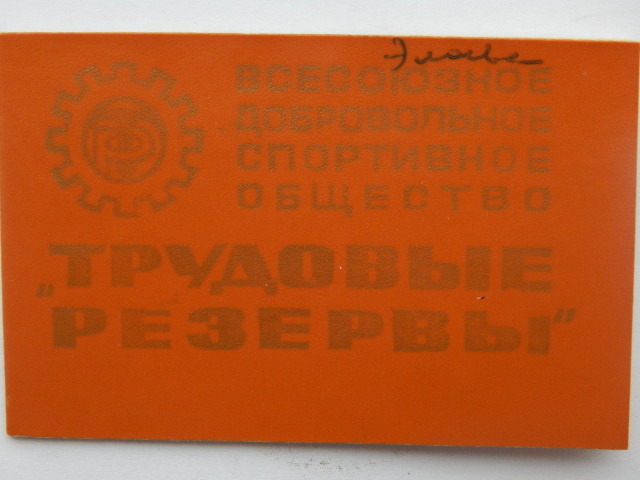 ВСЕСОЮЗНОЕ
ДОБРОВОЛЬНОЕ
СПОРТИВНОЕ
ОБЩЕСТВО
„ТРУДОВЫЕ
РЕЗЕРВЫ"